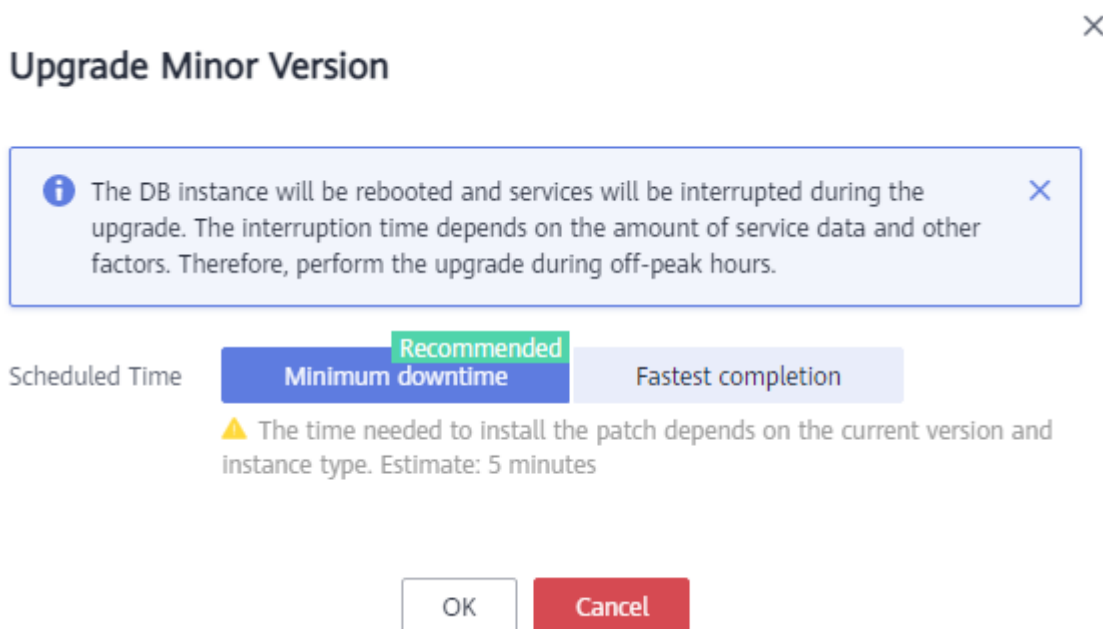 Upgrade Minor Version
The DB instance will be rebooted and services will be interrupted during the
upgrade. The interruption time depends on the amount of service data and other
factors. Therefore, perform the upgrade during off-peak hours.
Recommended
Scheduled Time Minimum downtime Fastest completion
The time needed to install the patch depends on the current version and
instance type. Estimate: 5 minutes
OK Cancel